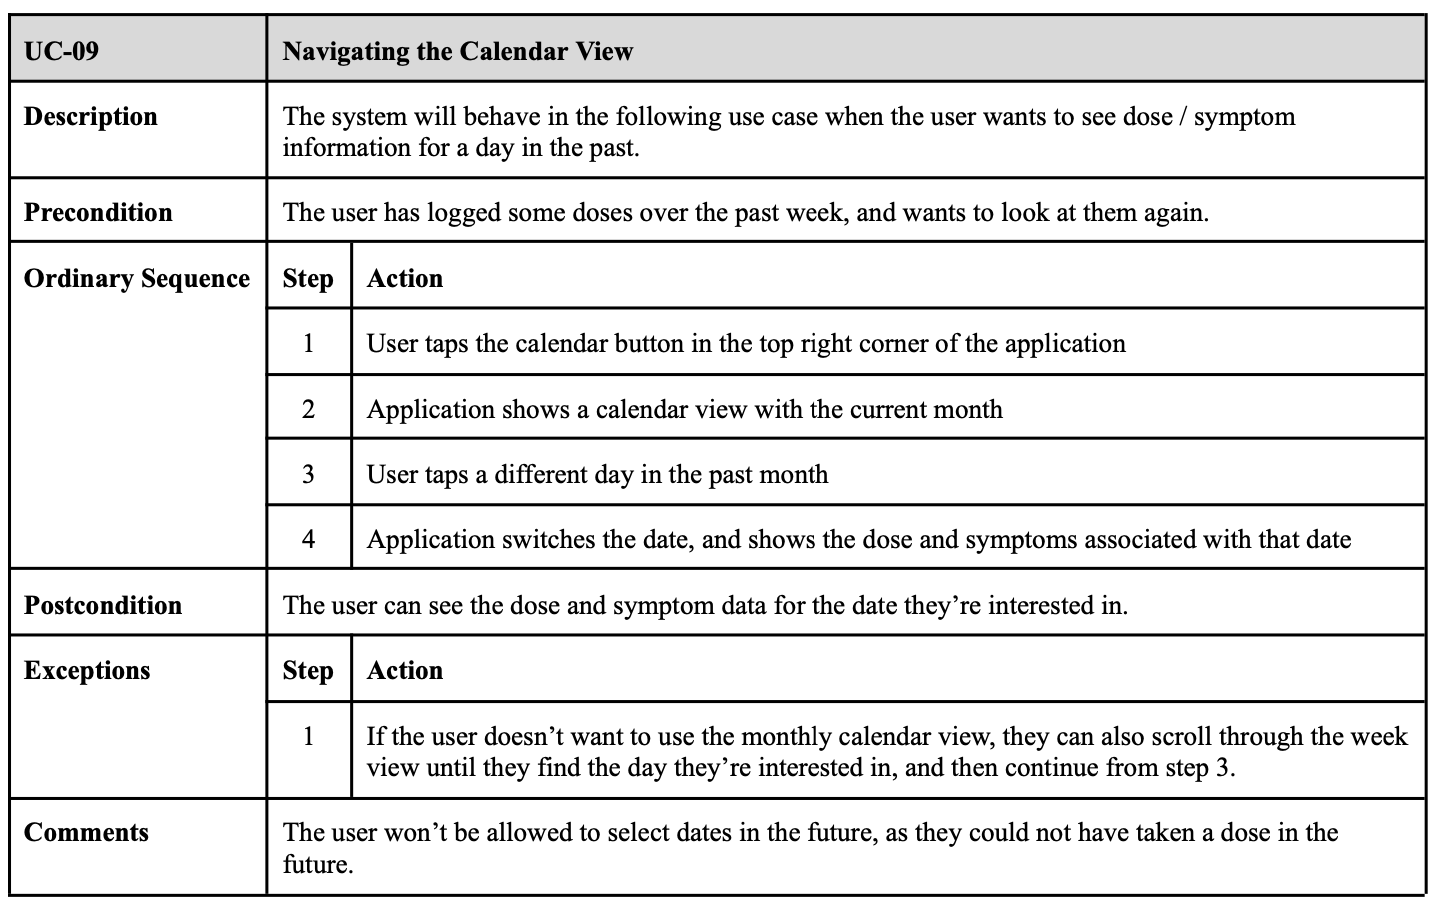 UC-09
Navigating the Calendar View
Description
The system will behave in the following use case when the user wants to see dose / symptom
information for a day in the past.
Precondition
The user has logged some doses over the past week, and wants to look at them again.
Ordinary Sequence
Step
Action
1
User taps the calendar button in the top right corner of the application
2
Application shows a calendar view with the current month
3
User taps a different day in the past month
4
Application switches the date, and shows the dose and symptoms associated with that date
Postcondition
The user can see the dose and symptom data for the date they’re interested in.
Exceptions
Step
Action
1
If the user doesn’t want to use the monthly calendar view, they can also scroll through the week
view until they find the day they’re interested in, and then continue from step 3.
Comments
The user won’t be allowed to select dates in the future, as they could not have taken a dose in the
future.